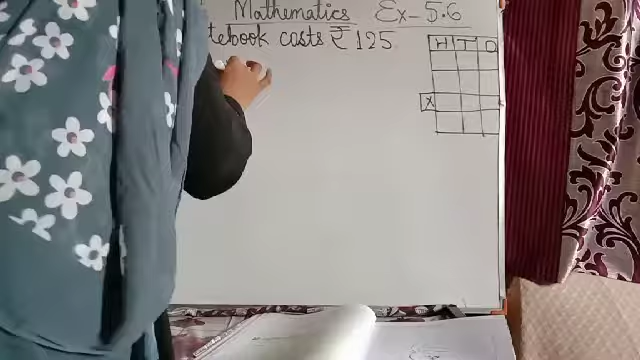 Mathematics Ex-5.6
tebook costs ₹ 125
H T O
X